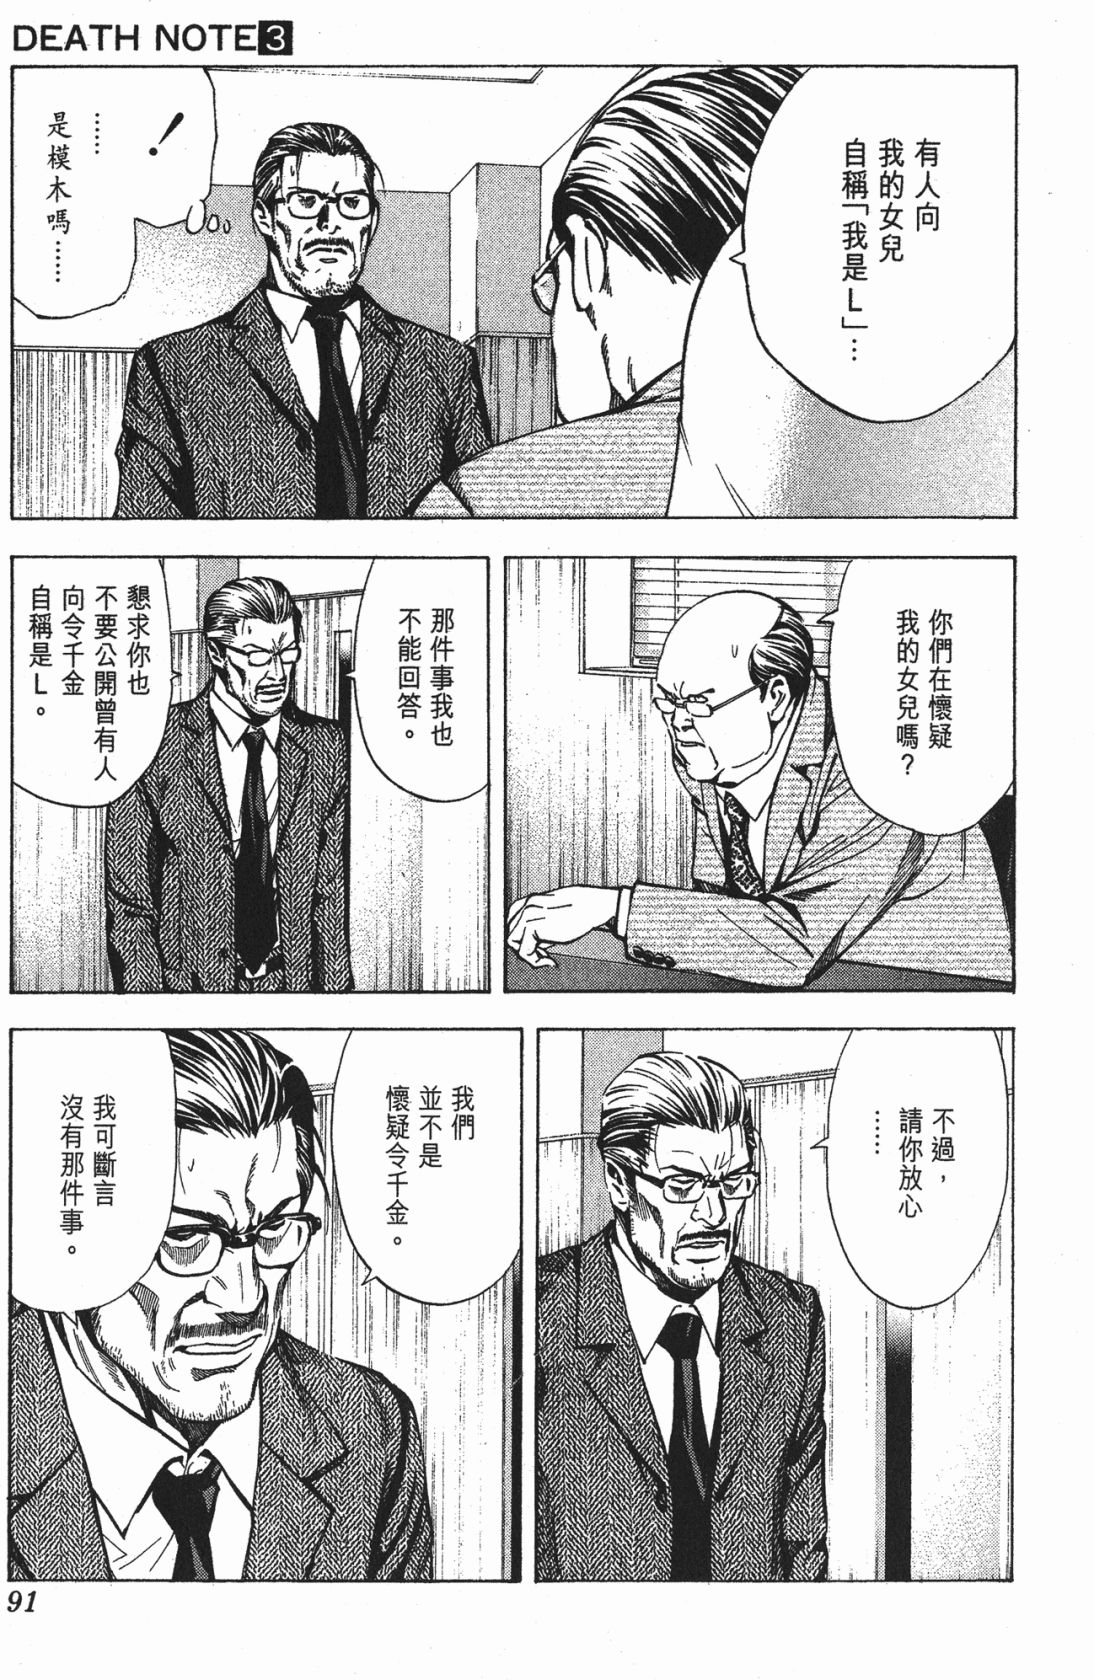 DEATH NOTE 3
有人向
我的女兒
自稱「我是L」…
！
……
是模木嗎……
你們在懷疑
我的女兒嗎？
那件事我也
不能回答。
懇求你也
不要公開曾有人
向令千金
自稱是L。
不過，
請你放心
……
我們
並不是
懷疑令千金。
我可斷言
沒有那件事。
91